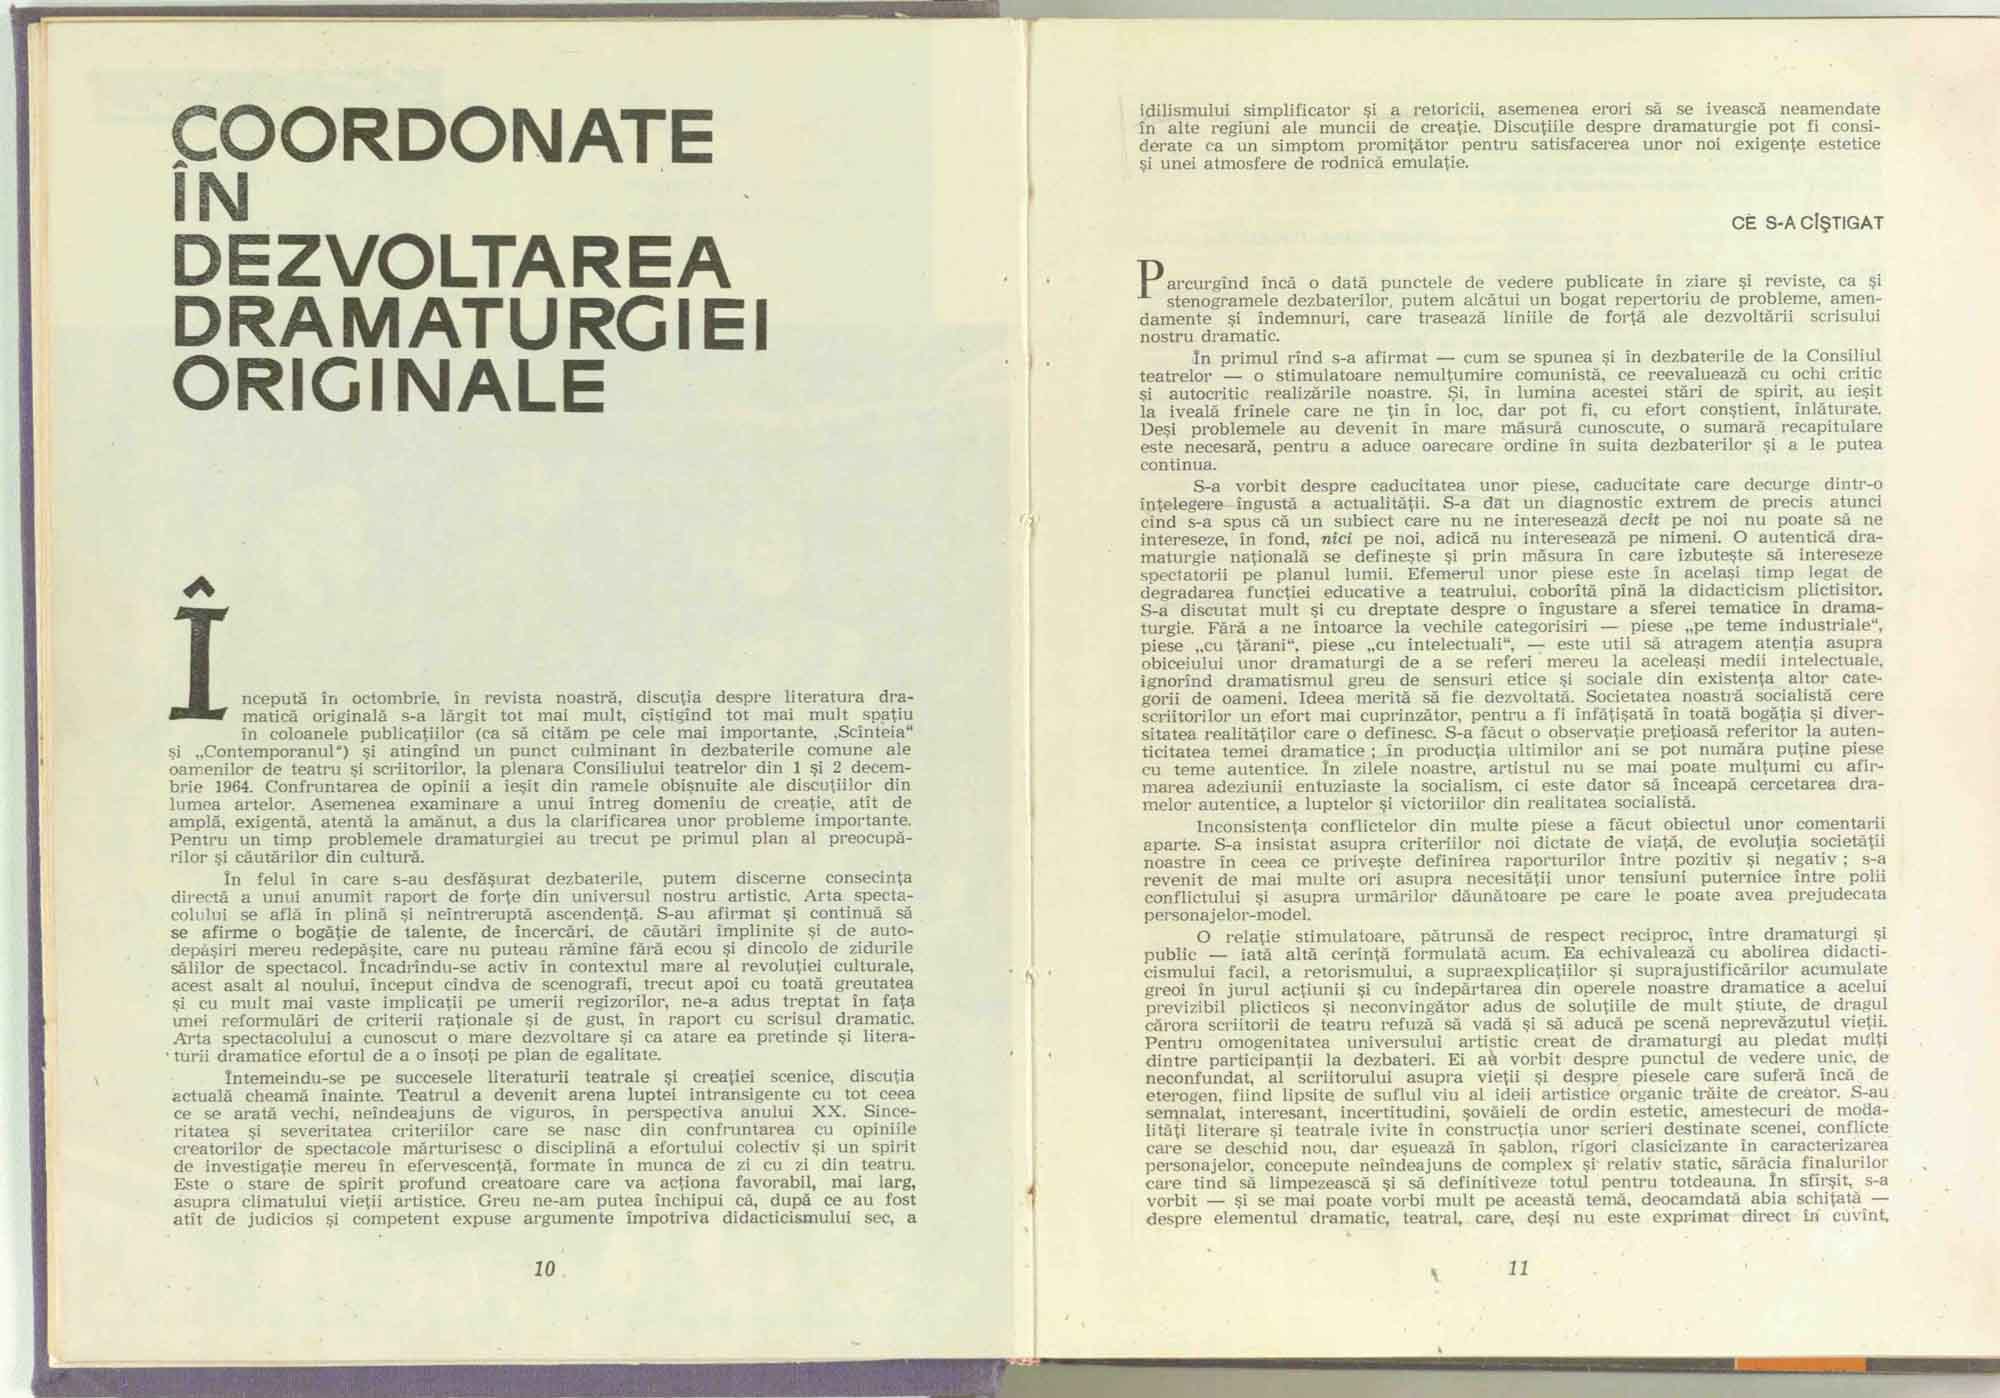 COORDONATE
ÎN
DEZVOLTAREA
DRAMATURGIEI
ORIGINALE
Începută în octombrie, în revista noastră, discuția despre literatura dra-
matică originală s-a lărgit tot mai mult, cîștigînd tot mai mult spațiu
în coloanele publicațiilor (ca să cităm pe cele mai importante, „Scînteia“
și „Contemporanul“) și atingînd un punct culminant în dezbaterile comune ale
oamenilor de teatru și scriitorilor, la plenara Consiliului teatrelor din 1 și 2 decem-
brie 1964. Confruntarea de opinii a ieșit din ramele obișnuite ale discuțiilor din
lumea artelor. Asemenea examinare a unui întreg domeniu de creație, atît de
amplă, exigentă, atentă la amănunt, a dus la clarificarea unor probleme importante.
Pentru un timp problemele dramaturgiei au trecut pe primul plan al preocupă-
rilor și căutărilor din cultură.
În felul în care s-au desfășurat dezbaterile, putem discerne consecința
directă a unui anumit raport de forțe din universul nostru artistic. Arta specta-
colului se află în plină și neîntreruptă ascendență. S-au afirmat și continuă să
se afirme o bogăție de talente, de încercări, de căutări împlinite și de auto-
depășiri mereu redepășite, care nu puteau rămîne fără ecou și dincolo de zidurile
sălilor de spectacol. Încadrîndu-se activ în contextul mare al revoluției culturale,
acest asalt al noului, început cîndva de scenografi, trecut apoi cu toată greutatea
și cu mult mai vaste implicații pe umerii regizorilor, ne-a adus treptat în fața
unei reformulări de criterii raționale și de gust, în raport cu scrisul dramatic.
Arta spectacolului a cunoscut o mare dezvoltare și ca atare ea pretinde și litera-
turii dramatice efortul de a o însoți pe plan de egalitate.
Întemeindu-se pe succesele literaturii teatrale și creației scenice, discuția
actuală cheamă înainte. Teatrul a devenit arena luptei intransigente cu tot ceea
ce se arată vechi, neîndeajuns de viguros, în perspectiva anului XX. Since-
ritatea și severitatea criteriilor care se nasc din confruntarea cu opiniile
creatorilor de spectacole mărturisesc o disciplină a efortului colectiv și un spirit
de investigație mereu în efervescență, formate în munca de zi cu zi din teatru.
Este o stare de spirit profund creatoare care va acționa favorabil, mai larg,
asupra climatului vieții artistice. Greu ne-am putea închipui că, după ce au fost
atît de judicios și competent expuse argumente împotriva didacticismului sec, a
10
idilismului simplificator și a retoricii, asemenea erori să se ivească neamendate
în alte regiuni ale muncii de creație. Discuțiile despre dramaturgie pot fi consi-
derate ca un simptom promițător pentru satisfacerea unor noi exigențe estetice
și unei atmosfere de rodnică emulație.
CE S-A CÎȘTIGAT
Parcurgînd încă o dată punctele de vedere publicate în ziare și reviste, ca și
stenogramele dezbaterilor, putem alcătui un bogat repertoriu de probleme, amen-
damente și îndemnuri, care trasează liniile de forță ale dezvoltării scrisului
nostru dramatic.
În primul rînd s-a afirmat — cum se spunea și în dezbaterile de la Consiliul
teatrelor — o stimulatoare nemulțumire comunistă, ce reevaluează cu ochi critic
și autocritic realizările noastre. Și, în lumina acestei stări de spirit, au ieșit
la iveală frînele care ne țin în loc, dar pot fi, cu efort conștient, înlăturate.
Deși problemele au devenit în mare măsură cunoscute, o sumară recapitulare
este necesară, pentru a aduce oarecare ordine în suita dezbaterilor și a le putea
continua.
S-a vorbit despre caducitatea unor piese, caducitate care decurge dintr-o
înțelegere îngustă a actualității. S-a dat un diagnostic extrem de precis atunci
cînd s-a spus că un subiect care nu ne interesează decît pe noi nu poate să ne
intereseze, în fond, nici pe noi, adică nu interesează pe nimeni. O autentică dra-
maturgie națională se definește și prin măsura în care izbutește să intereseze
spectatorii pe planul lumii. Efemerul unor piese este în același timp legat de
degradarea funcției educative a teatrului, coborîtă pînă la didacticism plictisitor.
S-a discutat mult și cu dreptate despre o îngustare a sferei tematice în drama-
turgie. Fără a ne întoarce la vechile categorisiri — piese „pe teme industriale“,
piese „cu țărani“, piese „cu intelectuali“, — este util să atragem atenția asupra
obiceiului unor dramaturgi de a se referi mereu la aceleași medii intelectuale,
ignorînd dramatismul greu de sensuri etice și sociale din existența altor cate-
gorii de oameni. Ideea merită să fie dezvoltată. Societatea noastră socialistă cere
scriitorilor un efort mai cuprinzător, pentru a fi înfățișată în toată bogăția și diver-
sitatea realităților care o definesc. S-a făcut o observație prețioasă referitor la auten-
ticitatea temei dramatice ; în producția ultimilor ani se pot număra puține piese
cu teme autentice. În zilele noastre, artistul nu se mai poate mulțumi cu afir-
marea adeziunii entuziaste la socialism, ci este dator să înceapă cercetarea dra-
melor autentice, a luptelor și victoriilor din realitatea socialistă.
Inconsistența conflictelor din multe piese a făcut obiectul unor comentarii
aparte. S-a insistat asupra criteriilor noi dictate de viață, de evoluția societății
noastre în ceea ce privește definirea raporturilor între pozitiv și negativ ; s-a
revenit de mai multe ori asupra necesității unor tensiuni puternice între polii
conflictului și asupra urmărilor dăunătoare pe care le poate avea prejudecata
personajelor-model.
O relație stimulatoare, pătrunsă de respect reciproc, între dramaturgi și
public — iată altă cerință formulată acum. Ea echivalează cu abolirea didacti-
cismului facil, a retorismului, a supraexplicațiilor și suprajustificărilor acumulate
greoi în jurul acțiunii și cu îndepărtarea din operele noastre dramatice a acelui
previzibil plicticos și neconvingător adus de soluțiile de mult știute, de dragul
cărora scriitorii de teatru refuză să vadă și să aducă pe scenă neprevăzutul vieții.
Pentru omogenitatea universului artistic creat de dramaturgi au pledat mulți
dintre participanții la dezbateri. Ei au vorbit despre punctul de vedere unic, de
neconfundat, al scriitorului asupra vieții și despre piesele care suferă încă de
eterogen, fiind lipsite de suflul viu al ideii artistice organic trăite de creator. S-au
semnalat, interesant, incertitudini, șovăieli de ordin estetic, amestecuri de moda-
lități literare și teatrale ivite în construcția unor scrieri destinate scenei, conflicte
care se deschid nou, dar eșuează în șablon, rigori clasicizante în caracterizarea
personajelor, concepute neîndeajuns de complex și relativ static, sărăcia finalurilor
care tind să limpezească și să definitiveze totul pentru totdeauna. În sfîrșit, s-a
vorbit — și se mai poate vorbi mult pe această temă, deocamdată abia schițată —
despre elementul dramatic, teatral, care, deși nu este exprimat direct în cuvînt,
11